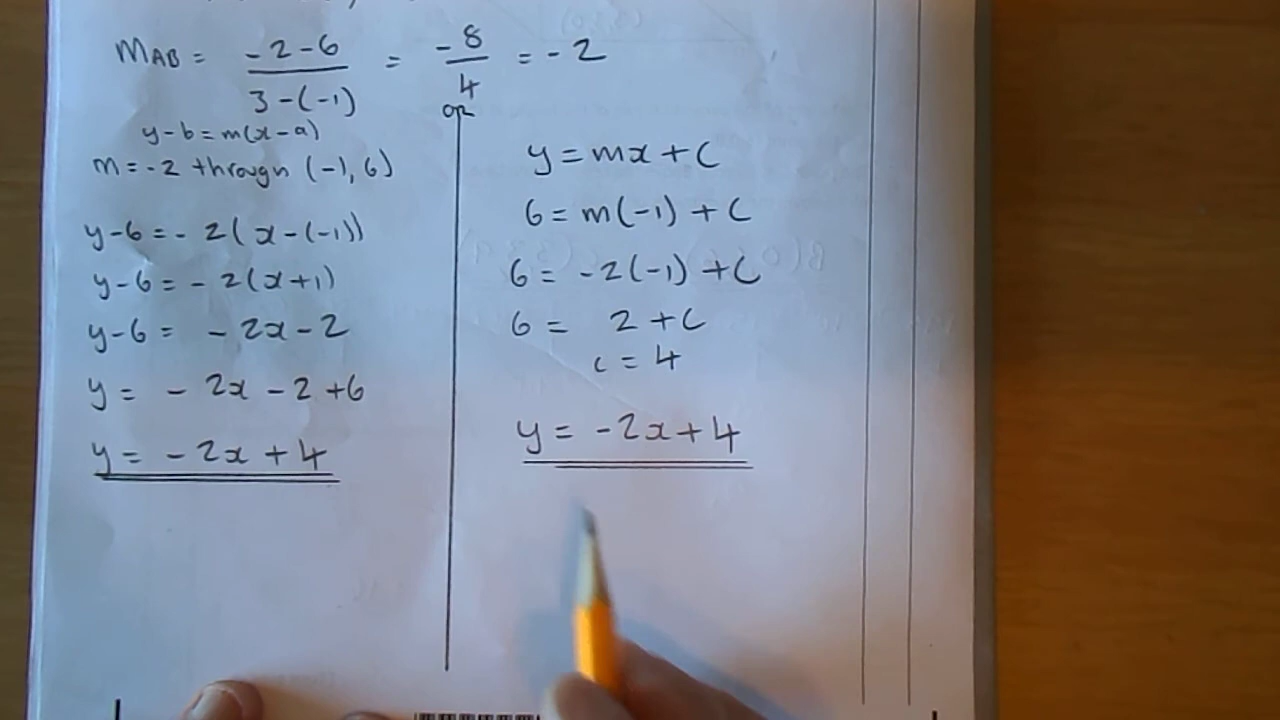 MAB = -2-6 / 3-(-1) = -8 / 4 = -2
y-b = m(x-a)
m = -2 through (-1, 6)
y-6 = -2(x-(-1))
y-6 = -2(x+1)
y-6 = -2x-2
y = -2x-2+6
y = -2x+4
or
y = mx+c
6 = m(-1)+c
6 = -2(-1)+c
6 = 2+c
c = 4
y = -2x+4